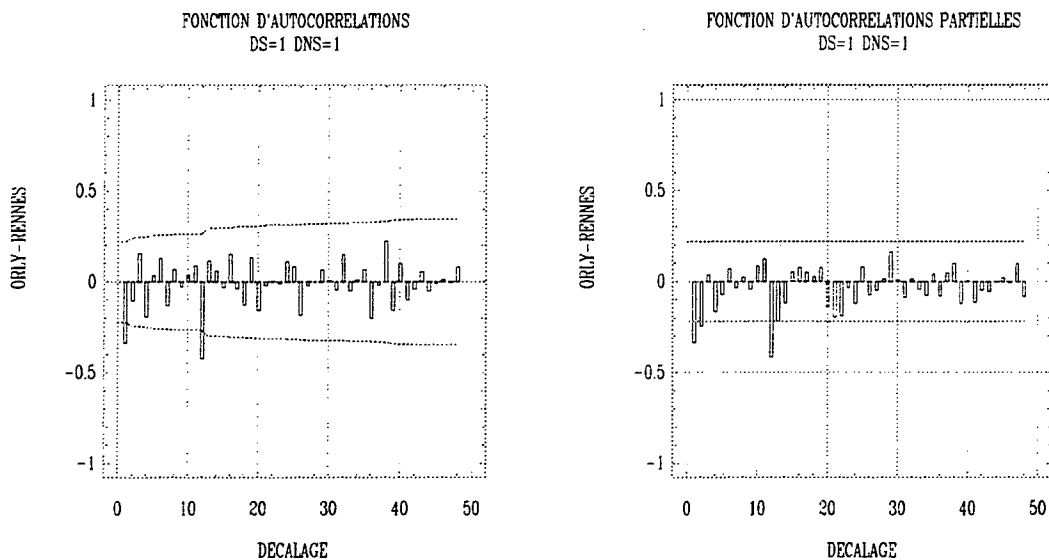 FONCTION D'AUTOCORRELATIONS
DS=1 DNS=1
1
0.5
0
-0.5
-1
ORLY-RENNES
0 10 20 30 40 50
DECALAGE
FONCTION D'AUTOCORRELATIONS PARTIELLES
DS=1 DNS=1
1
0.5
0
-0.5
-1
ORLY-RENNES
0 10 20 30 40 50
DECALAGE